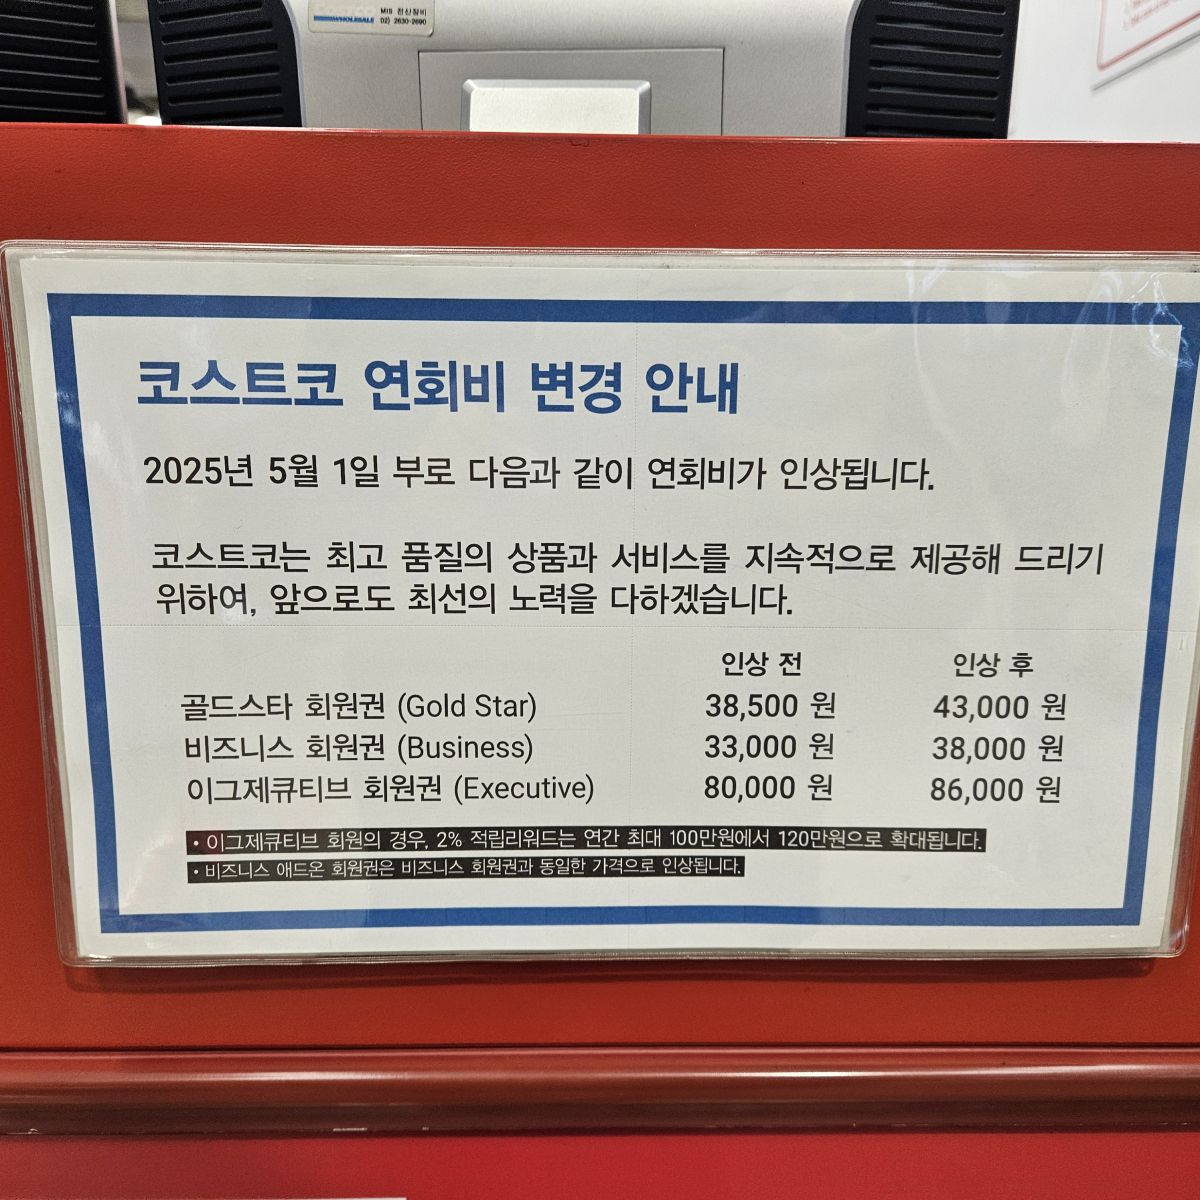 COSTCO WHOLESALE MIS 전산장비
02) 2630-2690
코스트코 연회비 변경 안내
2025년 5월 1일 부로 다음과 같이 연회비가 인상됩니다.
코스트코는 최고 품질의 상품과 서비스를 지속적으로 제공해 드리기
위하여, 앞으로도 최선의 노력을 다하겠습니다.
인상 전 인상 후
골드스타 회원권 (Gold Star) 38,500 원 43,000 원
비즈니스 회원권 (Business) 33,000 원 38,000 원
이그제큐티브 회원권 (Executive) 80,000 원 86,000 원
• 이그제큐티브 회원의 경우, 2% 적립리워드는 연간 최대 100만원에서 120만원으로 확대됩니다.
• 비즈니스 애드온 회원권은 비즈니스 회원권과 동일한 가격으로 인상됩니다.